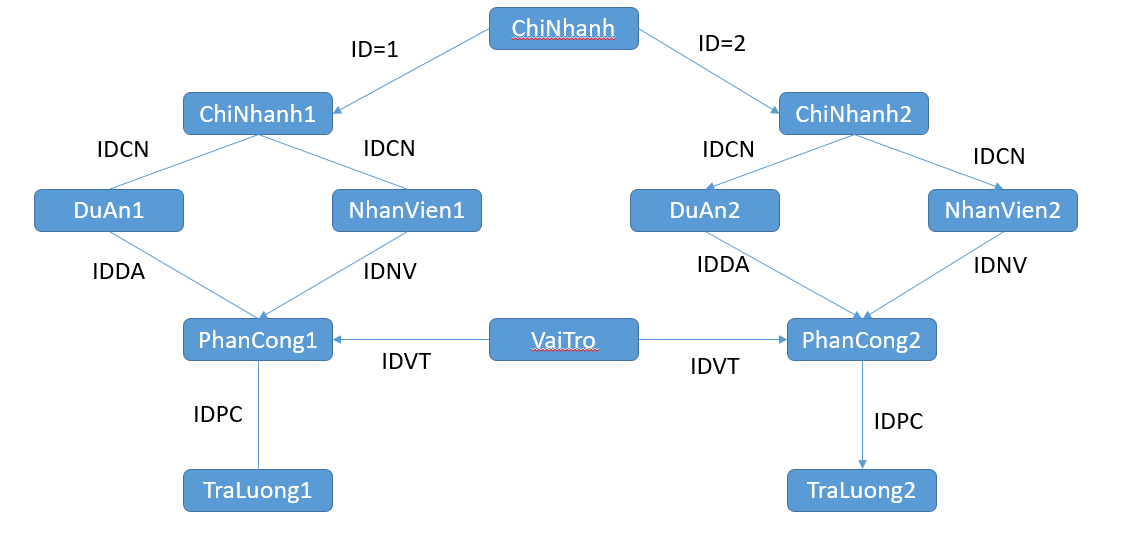 ChiNhanh
ID=1
ID=2
ChiNhanh1
ChiNhanh2
IDCN
IDCN
IDCN
IDCN
DuAn1
NhanVien1
DuAn2
NhanVien2
IDDA
IDNV
IDDA
IDNV
PhanCong1
VaiTro
PhanCong2
IDVT
IDVT
IDPC
IDPC
TraLuong1
TraLuong2